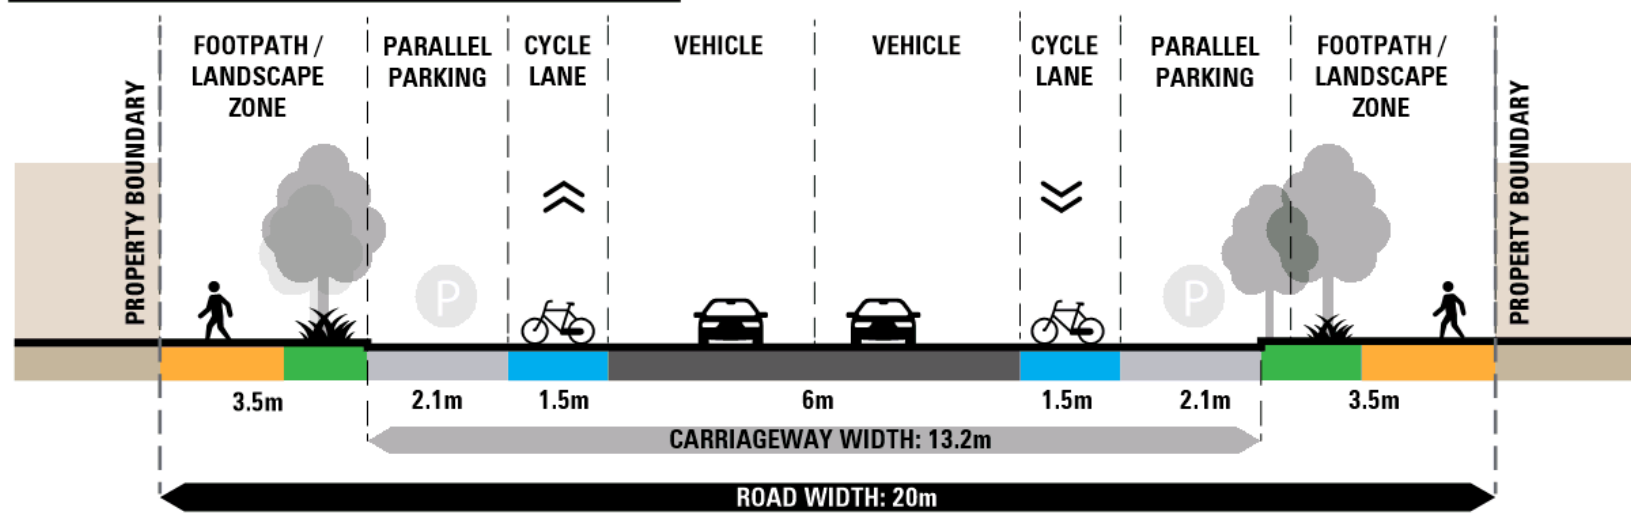 FOOTPATH /
LANDSCAPE
ZONE
PARALLEL
PARKING
CYCLE
LANE
VEHICLE
VEHICLE
CYCLE
LANE
PARALLEL
PARKING
FOOTPATH /
LANDSCAPE
ZONE
PROPERTY BOUNDARY
PROPERTY BOUNDARY
P
P
3.5m
2.1m
1.5m
6m
1.5m
2.1m
3.5m
CARRIAGEWAY WIDTH: 13.2m
ROAD WIDTH: 20m